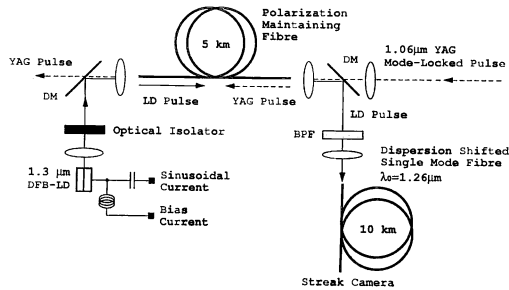 Polarization
Maintaining
Fibre
5 km
YAG Pulse
DM
DM
1.06μm YAG
Mode-Locked Pulse
LD Pulse
YAG Pulse
LD Pulse
Optical Isolator
BPF
1.3 μm
DFB-LD
Sinusoidal
Current
Bias
Current
Dispersion Shifted
Single Mode Fibre
λ₀=1.26μm
10 km
Streak Camera